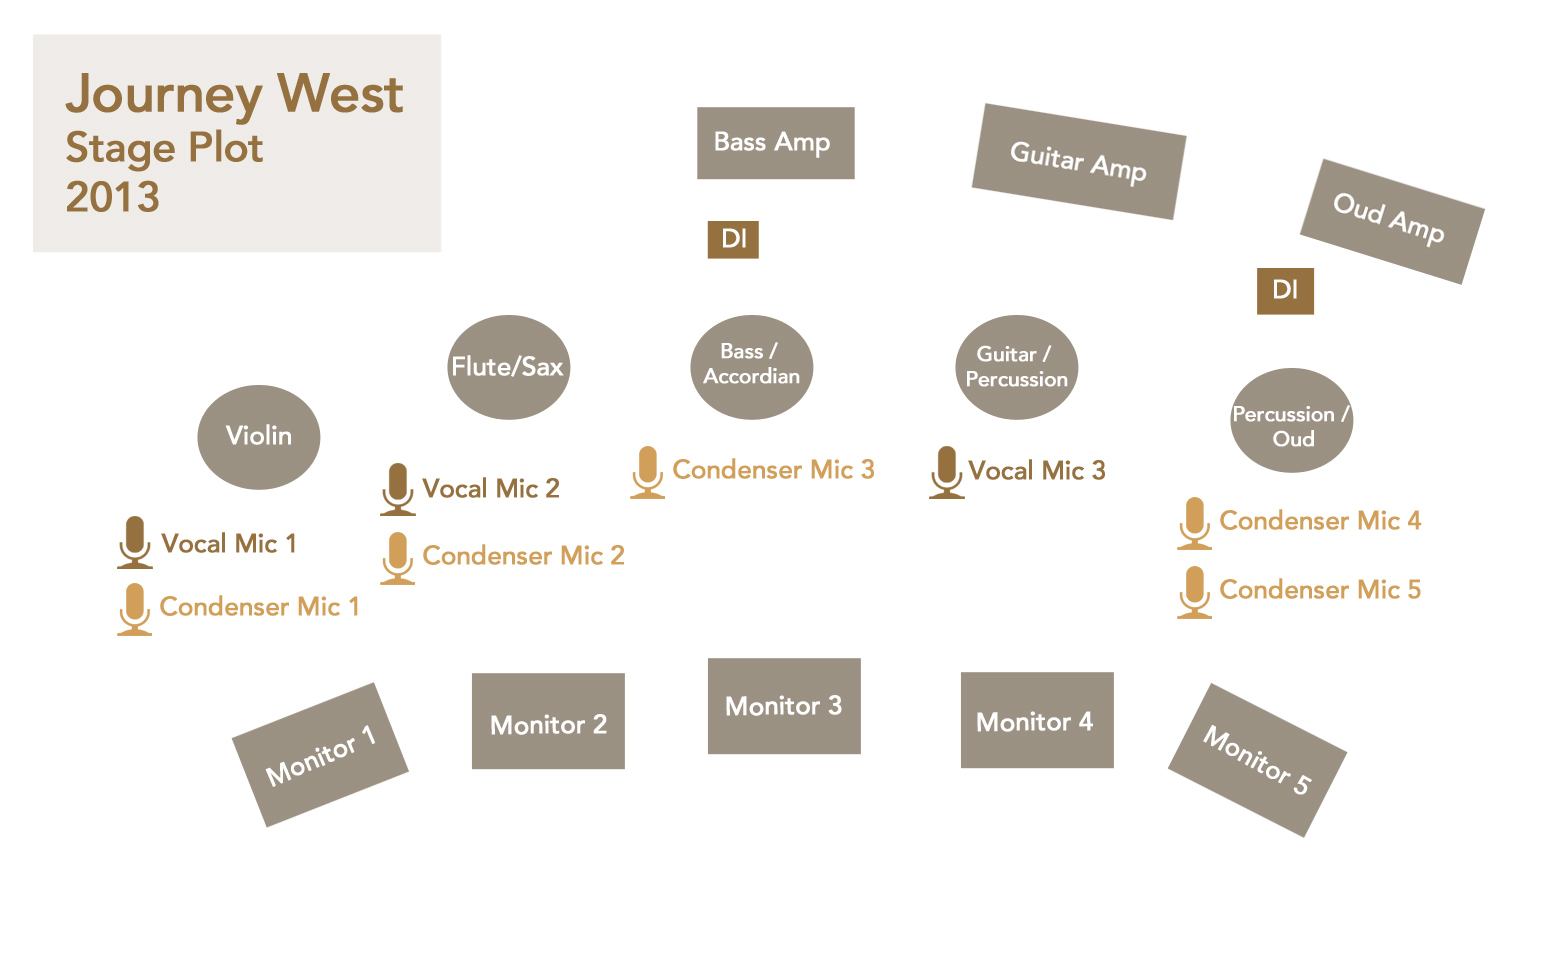 Journey West
Stage Plot
2013
Bass Amp
Guitar Amp
Oud Amp
DI
DI
Violin
Flute/Sax
Bass /
Accordian
Guitar /
Percussion
Percussion /
Oud
Vocal Mic 1
Condenser Mic 1
Vocal Mic 2
Condenser Mic 2
Condenser Mic 3
Vocal Mic 3
Condenser Mic 4
Condenser Mic 5
Monitor 1
Monitor 2
Monitor 3
Monitor 4
Monitor 5